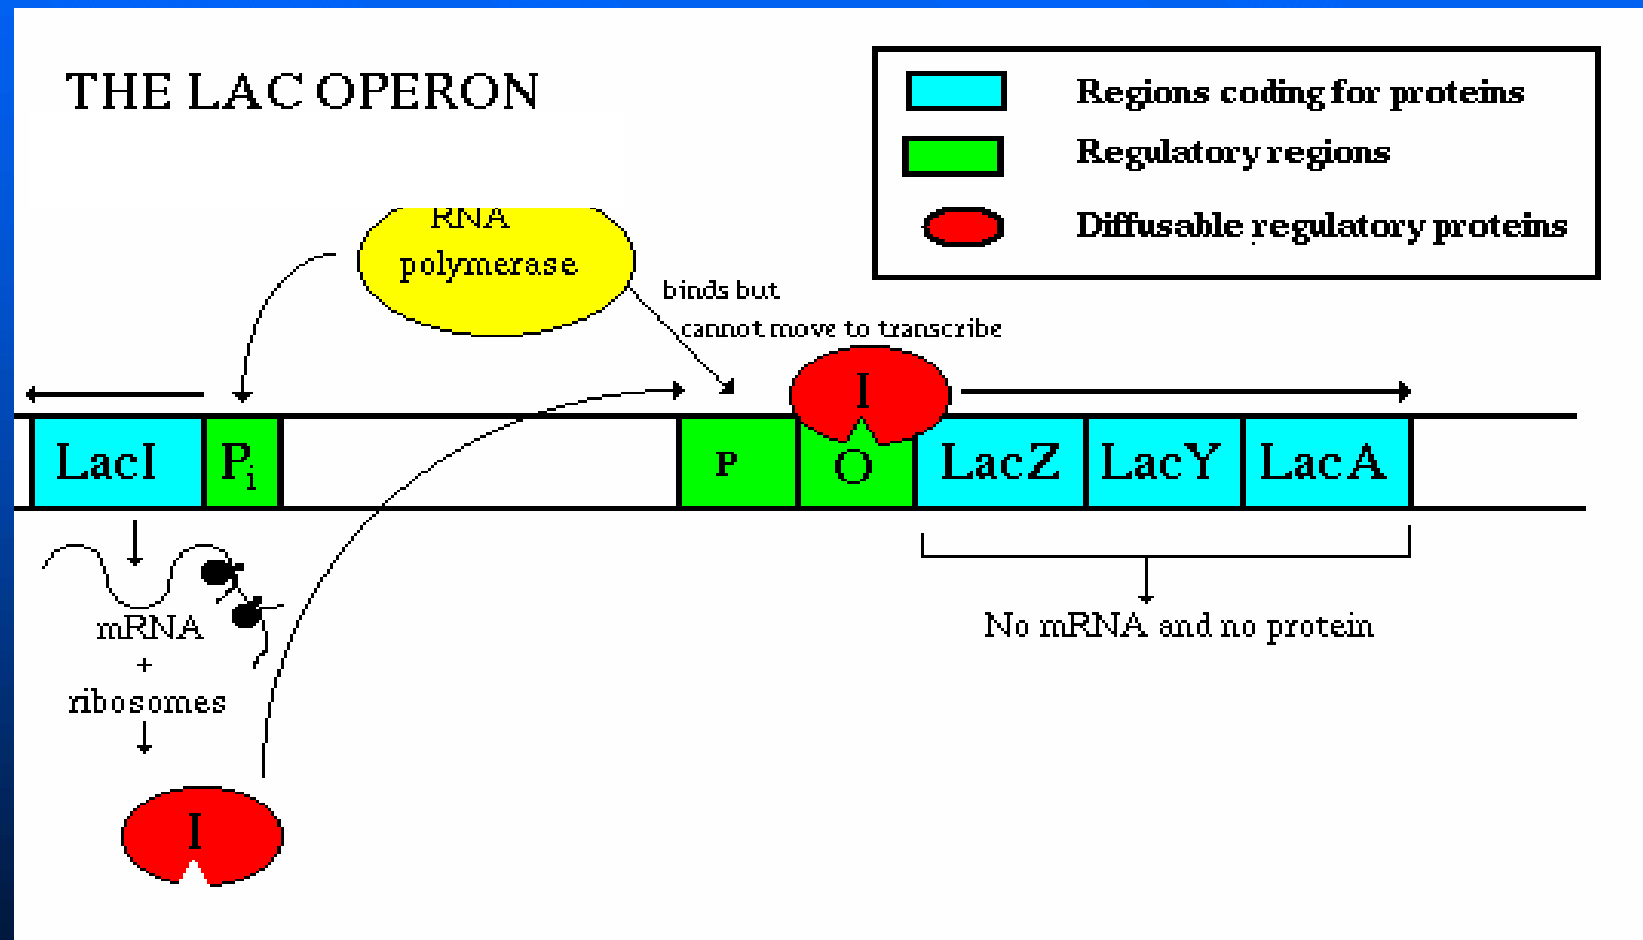 THE LAC OPERON
Regions coding for proteins
Regulatory regions
Diffusable regulatory proteins
RNA
polymerase
binds but
cannot move to transcribe
I
LacI
Pi
P
O
LacZ
LacY
LacA
mRNA
+
ribosomes
No mRNA and no protein
I